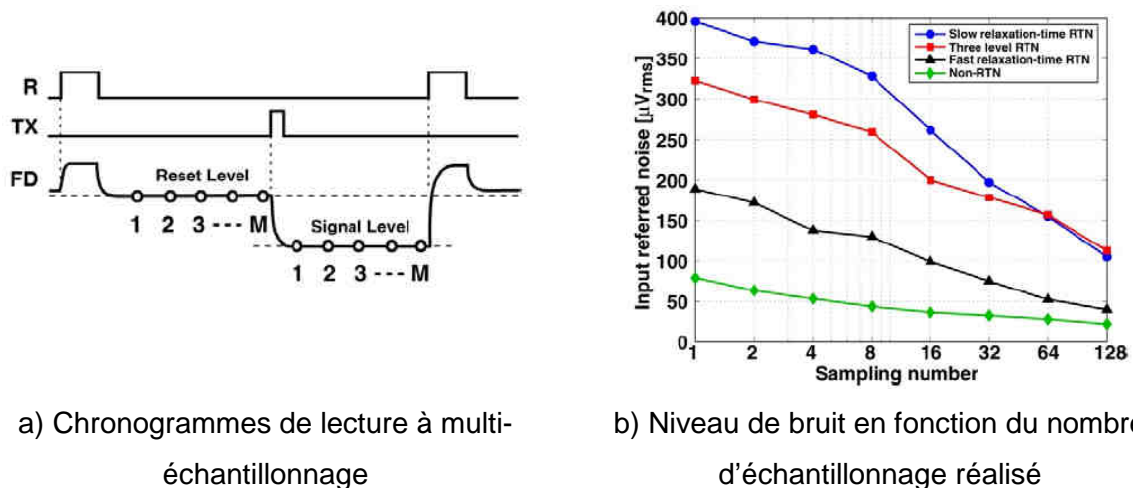 R
TX
FD
Reset Level
1 2 3 --- M
Signal Level
1 2 3 --- M
Input referred noise [µVrms]
400
350
300
250
200
150
100
50
0
Slow relaxation-time RTN
Three level RTN
Fast relaxation-time RTN
Non-RTN
1 2 4 8 16 32 64 128
Sampling number
a) Chronogrammes de lecture à multi-
échantillonnage
b) Niveau de bruit en fonction du nombre
d'échantillonnage réalisé